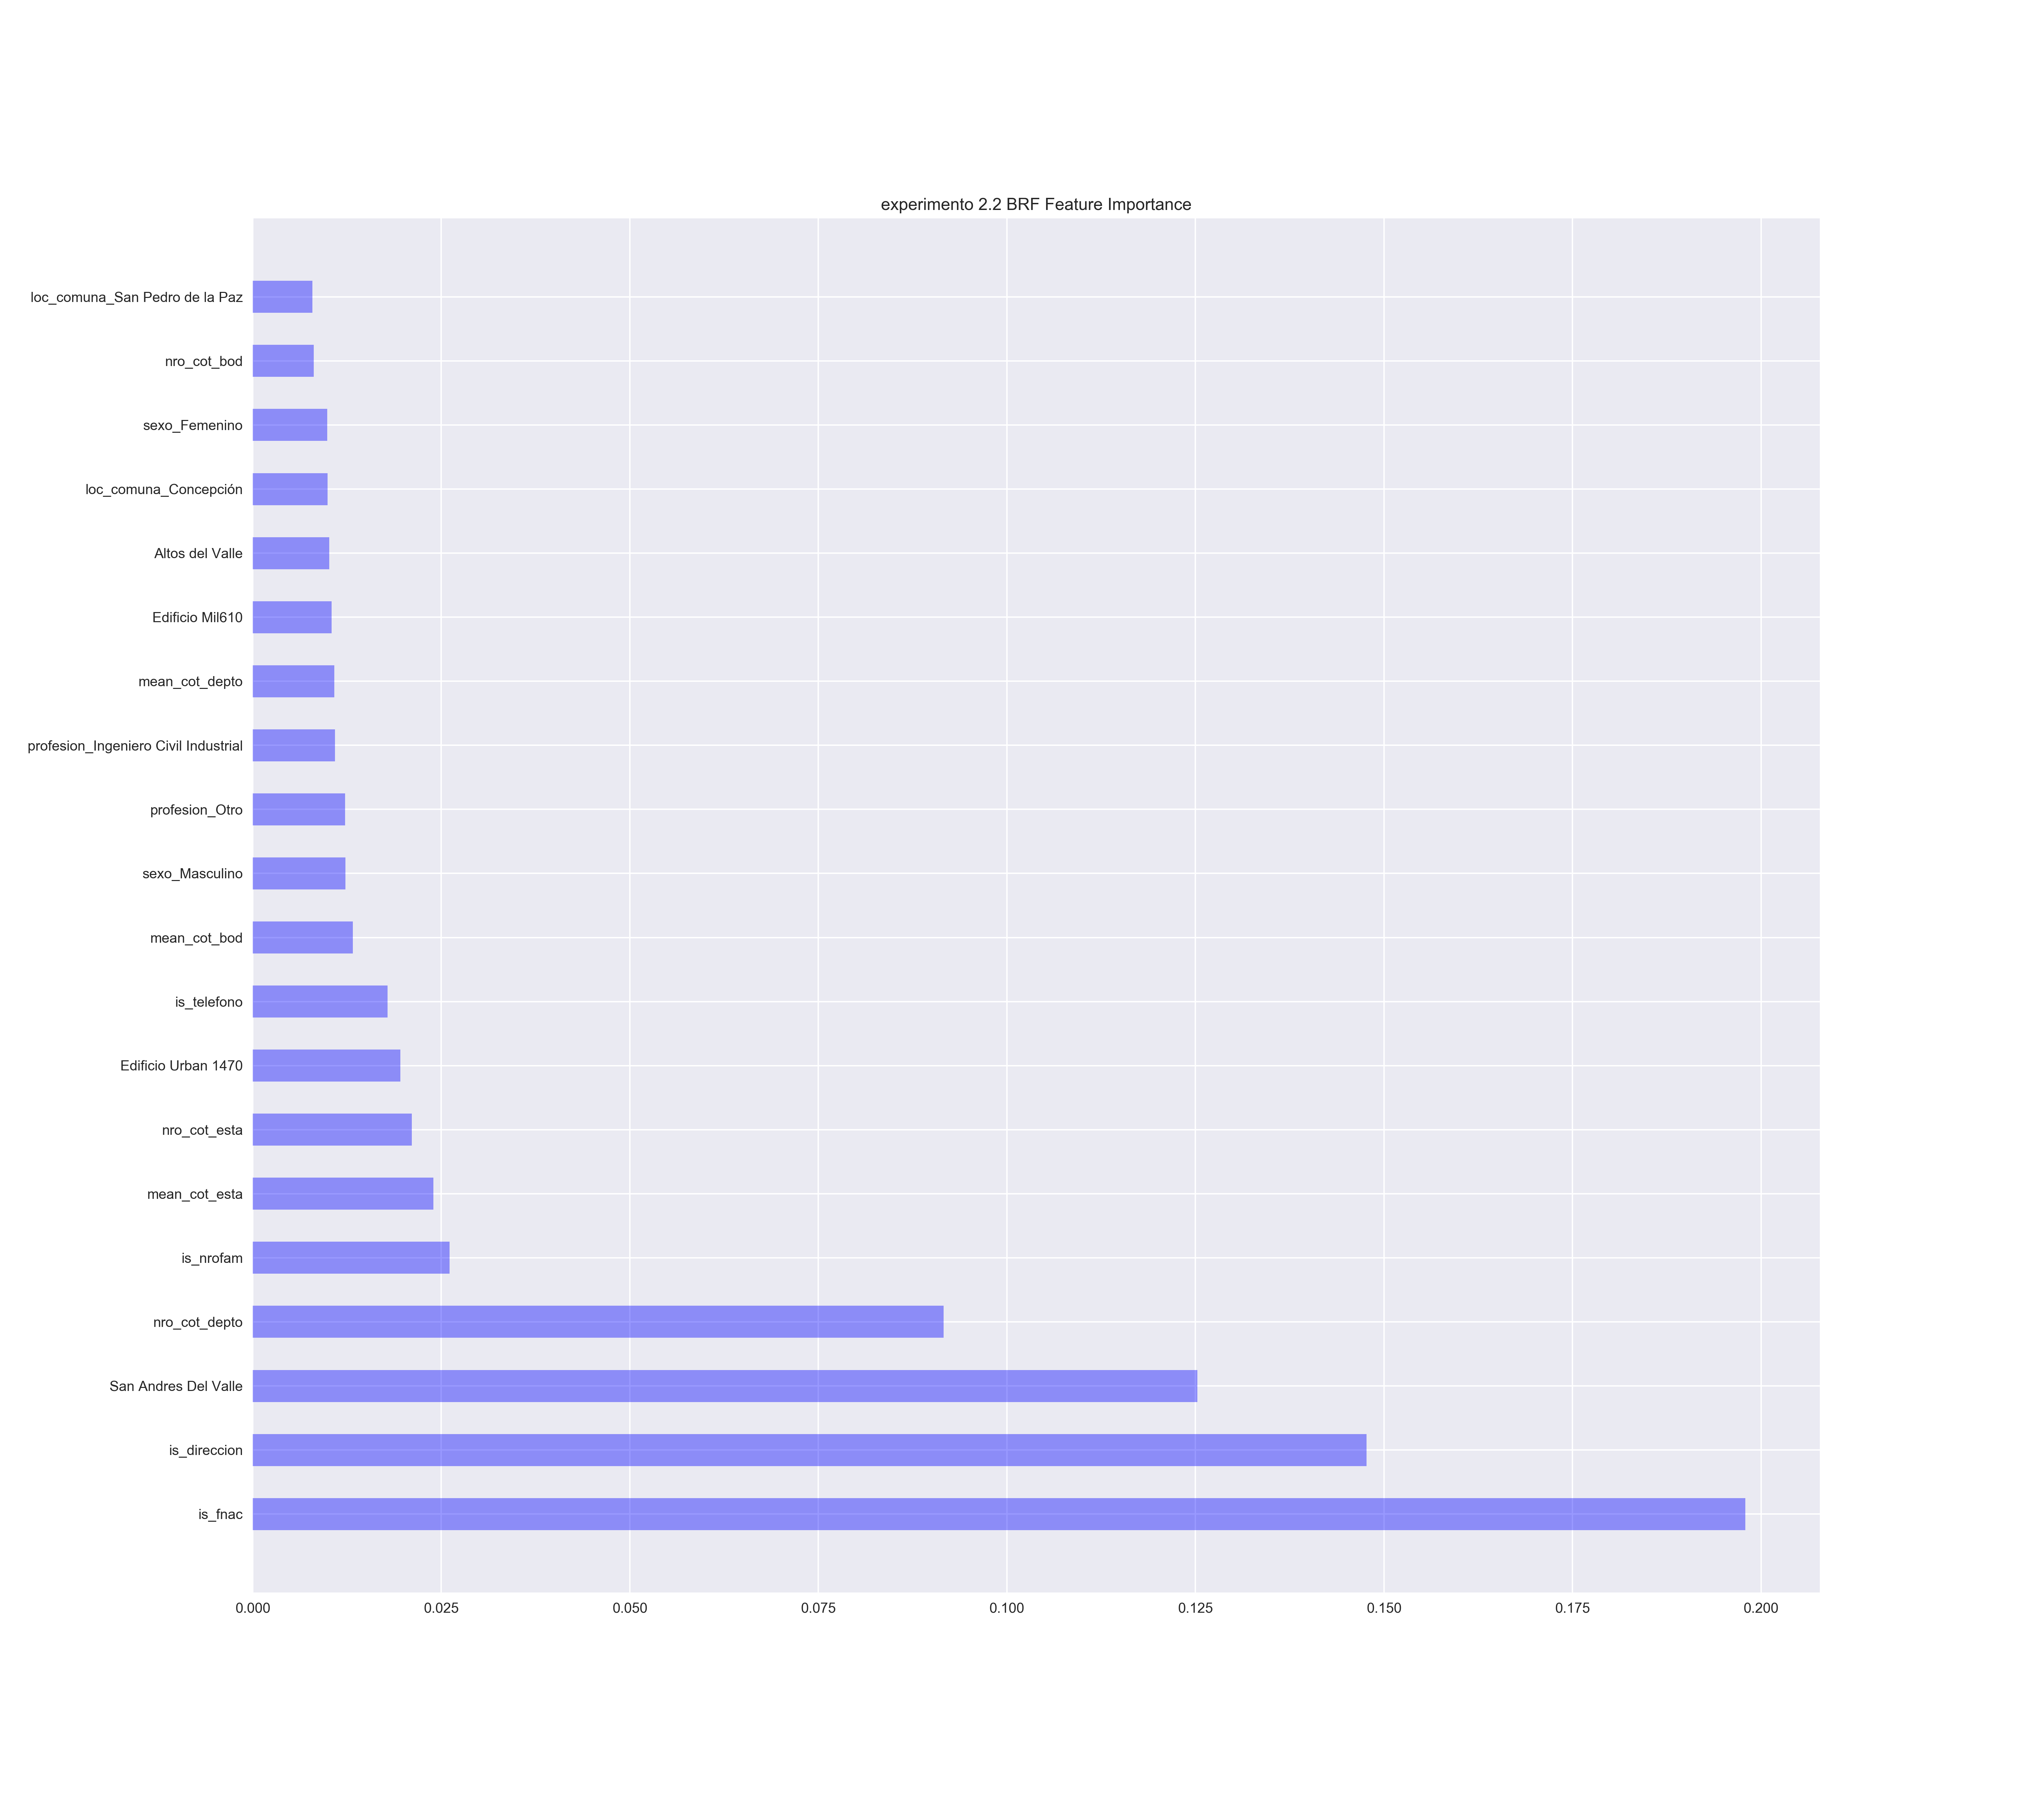 experimento 2.2 BRF Feature Importance
loc_comuna_San Pedro de la Paz
nro_cot_bod
sexo_Femenino
loc_comuna_Concepción
Altos del Valle
Edificio Mil610
mean_cot_depto
profesion_Ingeniero Civil Industrial
profesion_Otro
sexo_Masculino
mean_cot_bod
is_telefono
Edificio Urban 1470
nro_cot_esta
mean_cot_esta
is_nrofam
nro_cot_depto
San Andres Del Valle
is_direccion
is_fnac
0.000 0.025 0.050 0.075 0.100 0.125 0.150 0.175 0.200